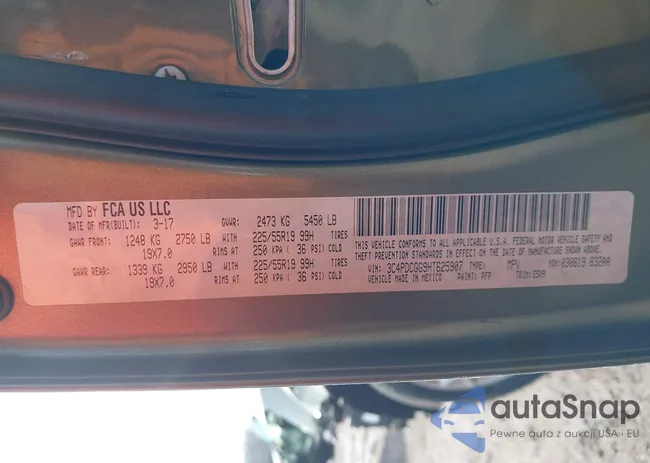 MFD BY FCA US LLC
DATE OF MFR(BUILT): 3-17 GVWR: 2473 KG 5450 LB
GAWR FRONT: 1248 KG 2750 LB WITH 225/55R19 99H TIRES
19X7.0 RIMS AT 250 KPA ( 36 PSI) COLD
GAWR REAR: 1339 KG 2950 LB WITH 225/55R19 99H TIRES
19X7.0 RIMS AT 250 KPA ( 36 PSI) COLD
THIS VEHICLE CONFORMS TO ALL APPLICABLE U.S.A. FEDERAL MOTOR VEHICLE SAFETY AND
THEFT PREVENTION STANDARDS IN EFFECT ON THE DATE OF MANUFACTURE SHOWN ABOVE.
VIN: 3C4PDCGG9HT625907 TYPE: MPV MDH: 030619 832AA
VEHICLE MADE IN MEXICO PAINT: PFP TRIM:
autaSnap
Pewne auta z aukcji USA i EU